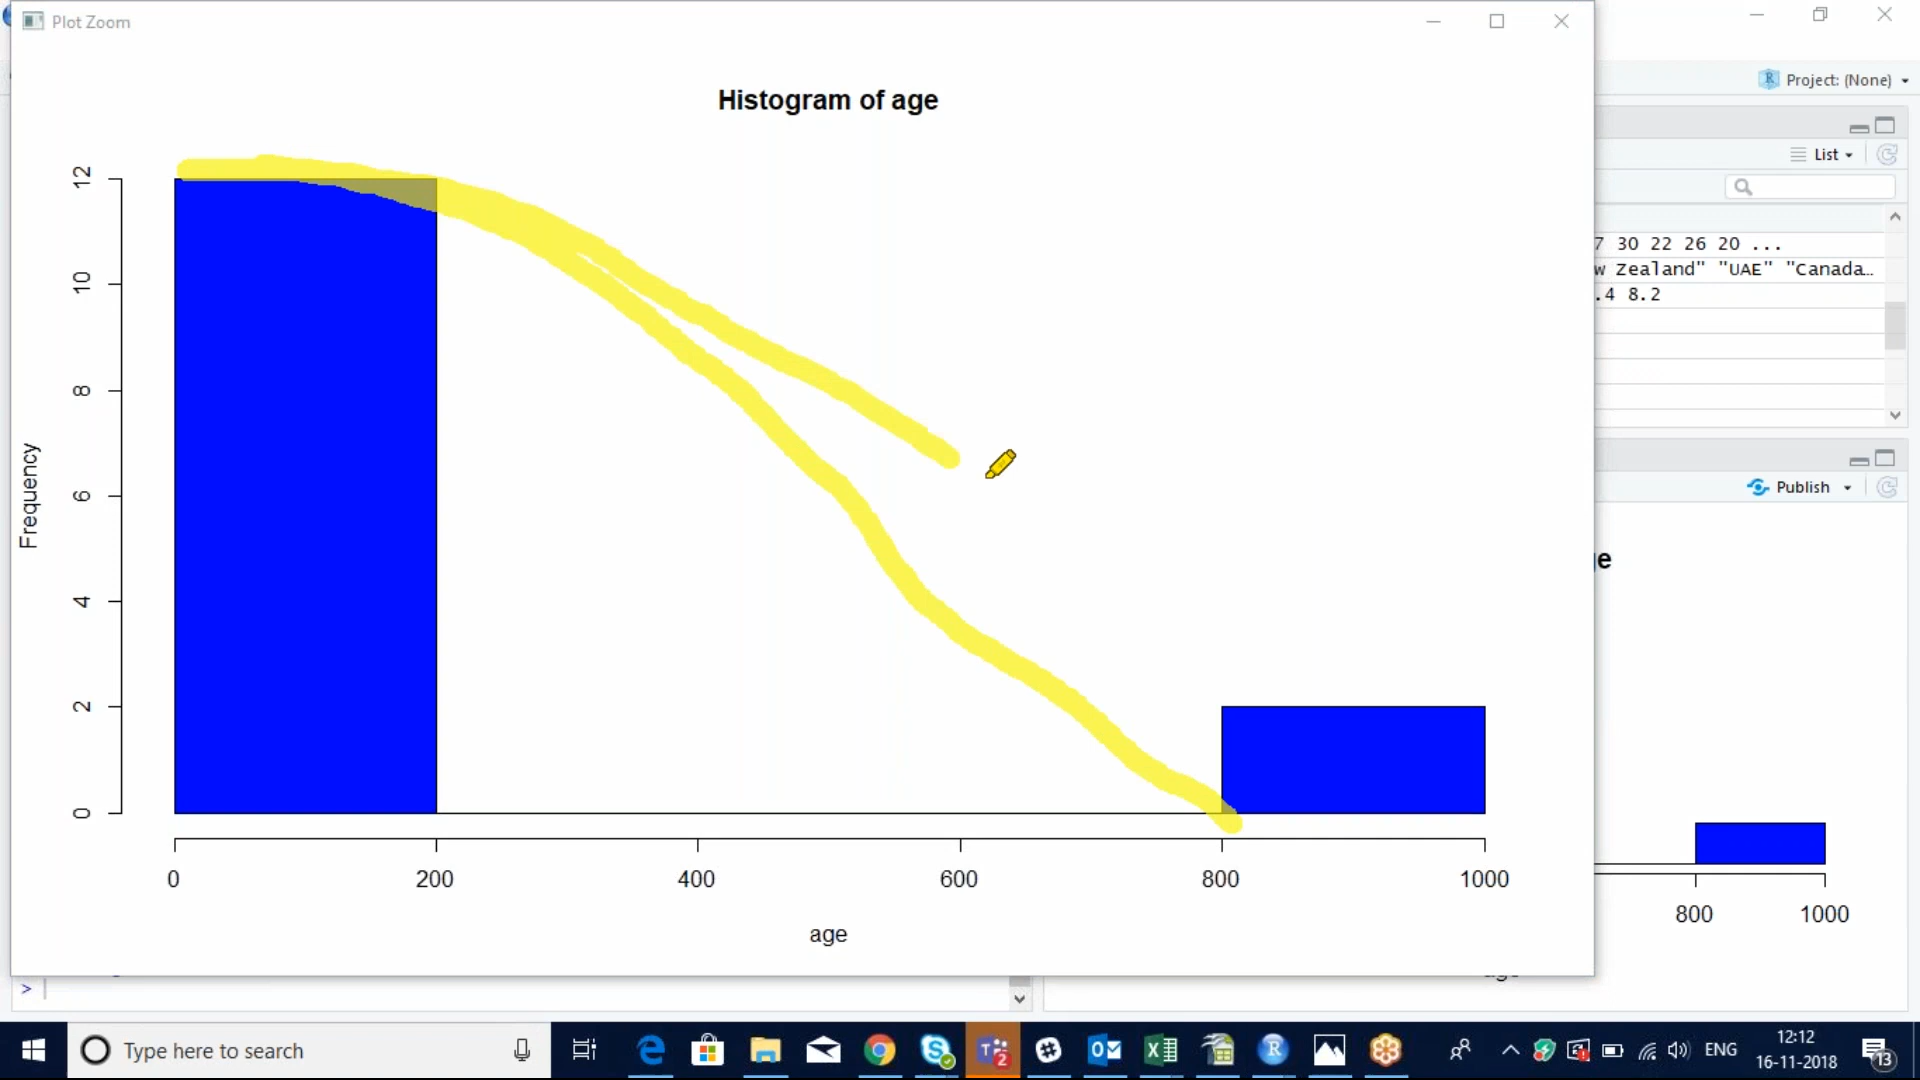 Plot Zoom
Project: (None)
Histogram of age
List
7 30 22 26 20 ...
w Zealand" "UAE" "Canada…
.4 8.2
Publish
e
Frequency
12
10
8
6
4
2
0
0 200 400 600 800 1000
age
800 1000
>
Type here to search
ENG
12:12
16-11-2018
13
2